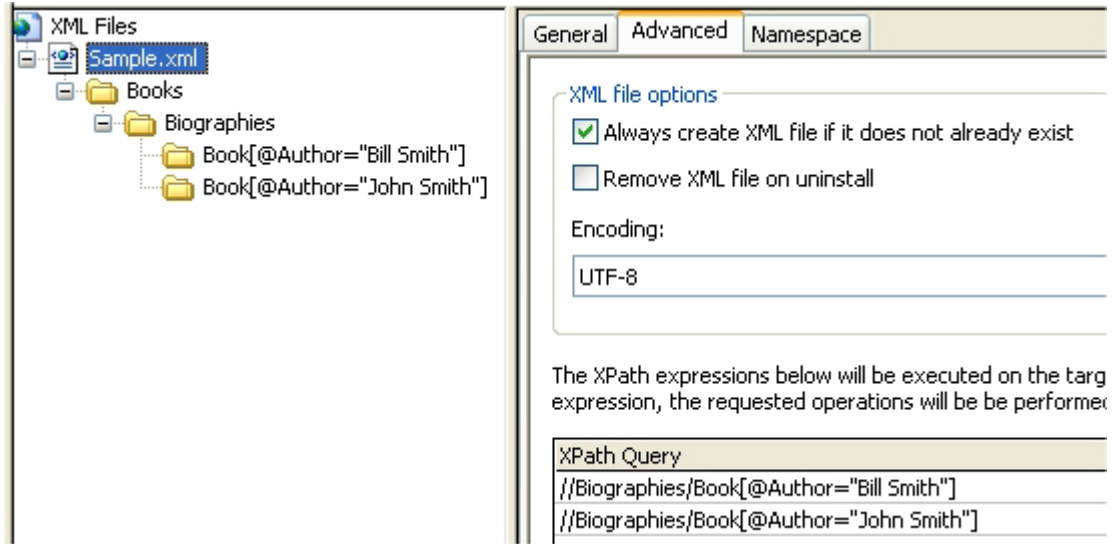 XML Files
Sample.xml
Books
Biographies
Book[@Author="Bill Smith"]
Book[@Author="John Smith"]
General
Advanced
Namespace
XML file options
Always create XML file if it does not already exist
Remove XML file on uninstall
Encoding:
UTF-8
The XPath expressions below will be executed on the targ
expression, the requested operations will be be performed
XPath Query
//Biographies/Book[@Author="Bill Smith"]
//Biographies/Book[@Author="John Smith"]